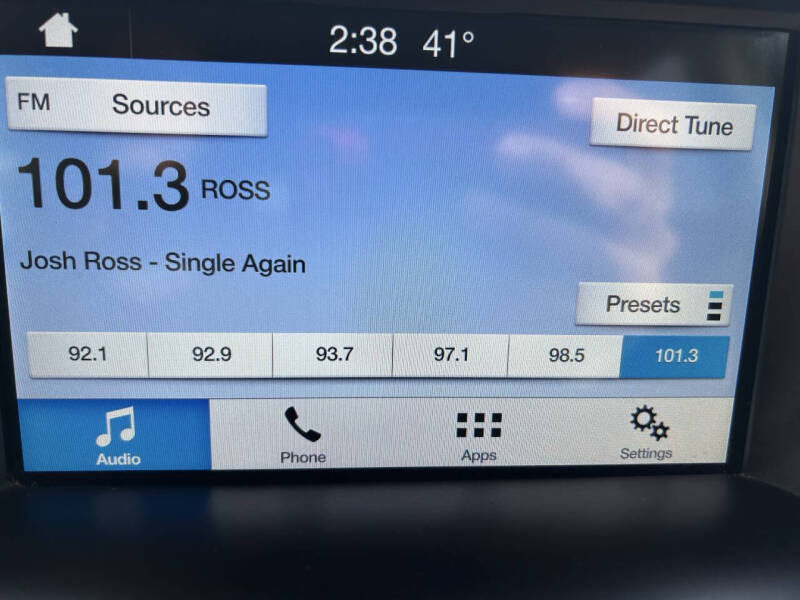 2:38 41°
FM Sources
Direct Tune
101.3 ROSS
Josh Ross - Single Again
Presets
92.1 92.9 93.7 97.1 98.5 101.3
Audio Phone Apps Settings